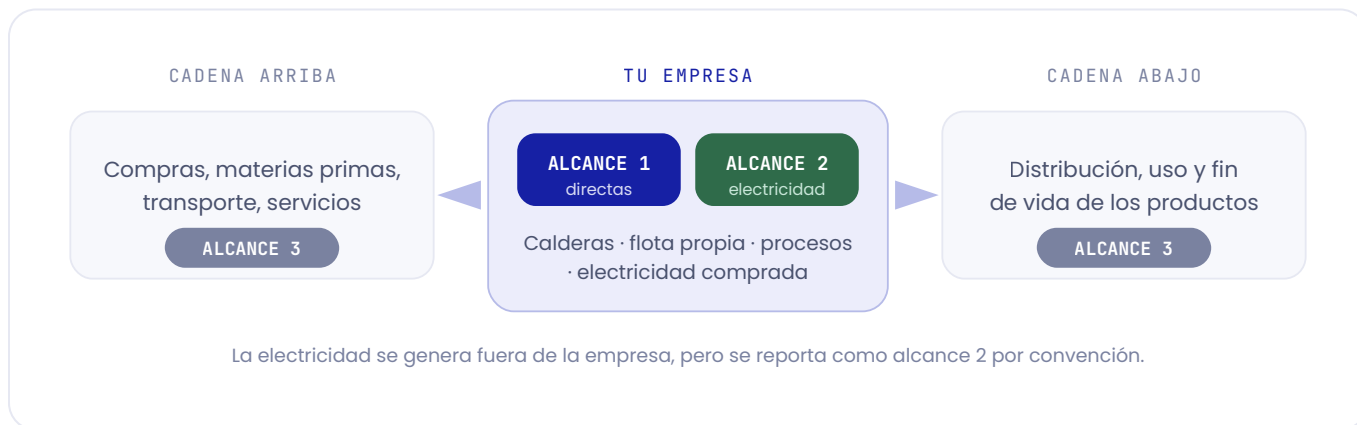 CADENA ARRIBA
Compras, materias primas,
transporte, servicios
ALCANCE 3
TU EMPRESA
ALCANCE 1
directas
ALCANCE 2
electricidad
Calderas · flota propia · procesos
· electricidad comprada
CADENA ABAJO
Distribución, uso y fin
de vida de los productos
ALCANCE 3
La electricidad se genera fuera de la empresa, pero se reporta como alcance 2 por convención.